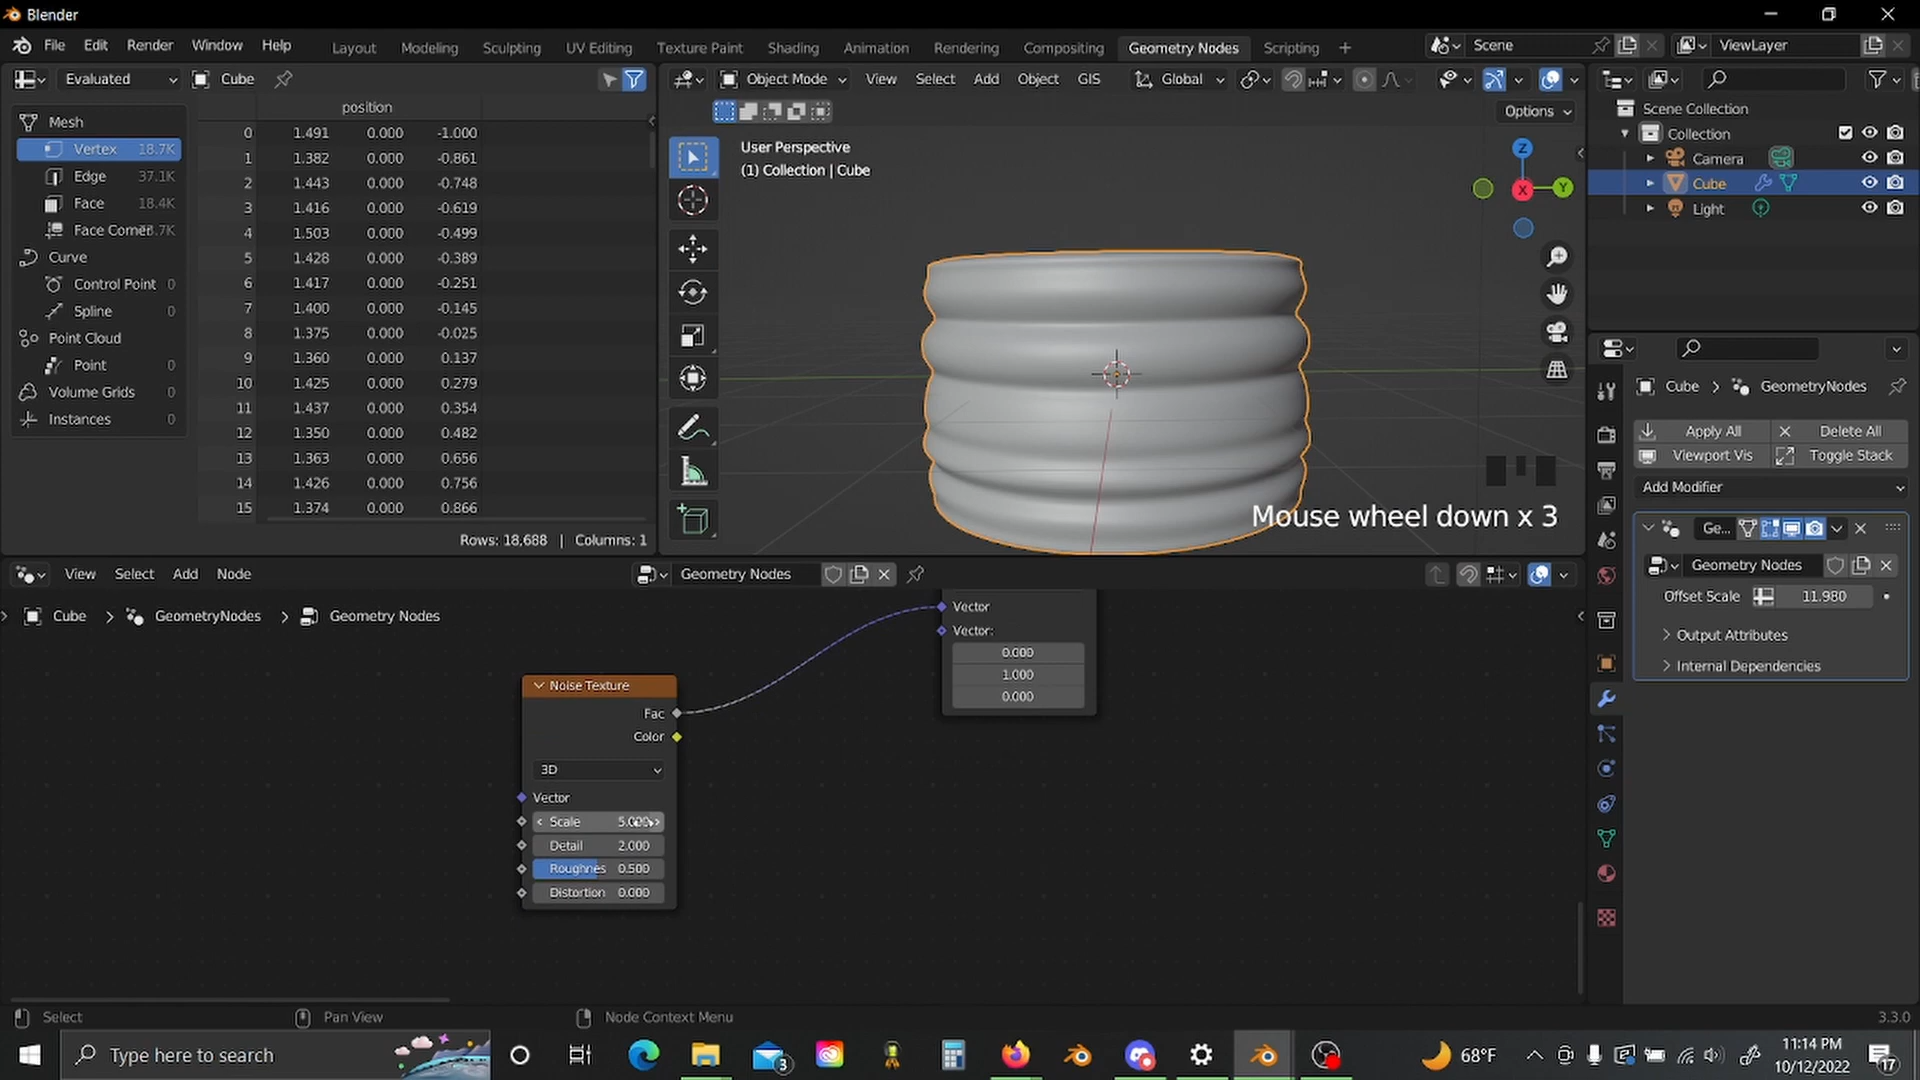 Blender
File Edit Render Window Help
Layout Modeling Sculpting UV Editing Texture Paint Shading Animation Rendering Compositing Geometry Nodes Scripting +
Scene
ViewLayer
Evaluated
Cube
Object Mode View Select Add Object GIS Global
Options
position
Mesh
Vertex 18.7K
Edge 37.1K
Face 18.4K
Face Corner
Curve
Control Point 0
Spline 0
Point Cloud
Point 0
Volume Grids 0
Instances 0
0 1.491 0.000 -1.000
1 1.382 0.000 -0.861
2 1.443 0.000 -0.748
3 1.416 0.000 -0.619
4 1.503 0.000 -0.499
5 1.428 0.000 -0.389
6 1.417 0.000 -0.251
7 1.400 0.000 -0.145
8 1.375 0.000 -0.025
9 1.360 0.000 0.137
10 1.425 0.000 0.279
11 1.437 0.000 0.354
12 1.350 0.000 0.482
13 1.363 0.000 0.656
14 1.426 0.000 0.756
15 1.374 0.000 0.866
Rows: 18,688 | Columns: 1
User Perspective
(1) Collection | Cube
Z
X
Y
Mouse wheel down x 3
Scene Collection
Collection
Camera
Cube
Light
Cube > GeometryNodes
Apply All Delete All
Viewport Vis Toggle Stack
Add Modifier
Ge...
Geometry Nodes
Offset Scale 11.980
> Output Attributes
> Internal Dependencies
View Select Add Node
Geometry Nodes
Cube > GeometryNodes > Geometry Nodes
Vector
Vector:
0.000
1.000
0.000
Noise Texture
Fac
Color
3D
Vector
Scale
Detail 2.000
Roughnes 0.500
Distortion 0.000
Select
Pan View
Node Context Menu
3.3.0
Type here to search
3
68°F
11:14 PM
10/12/2022
17